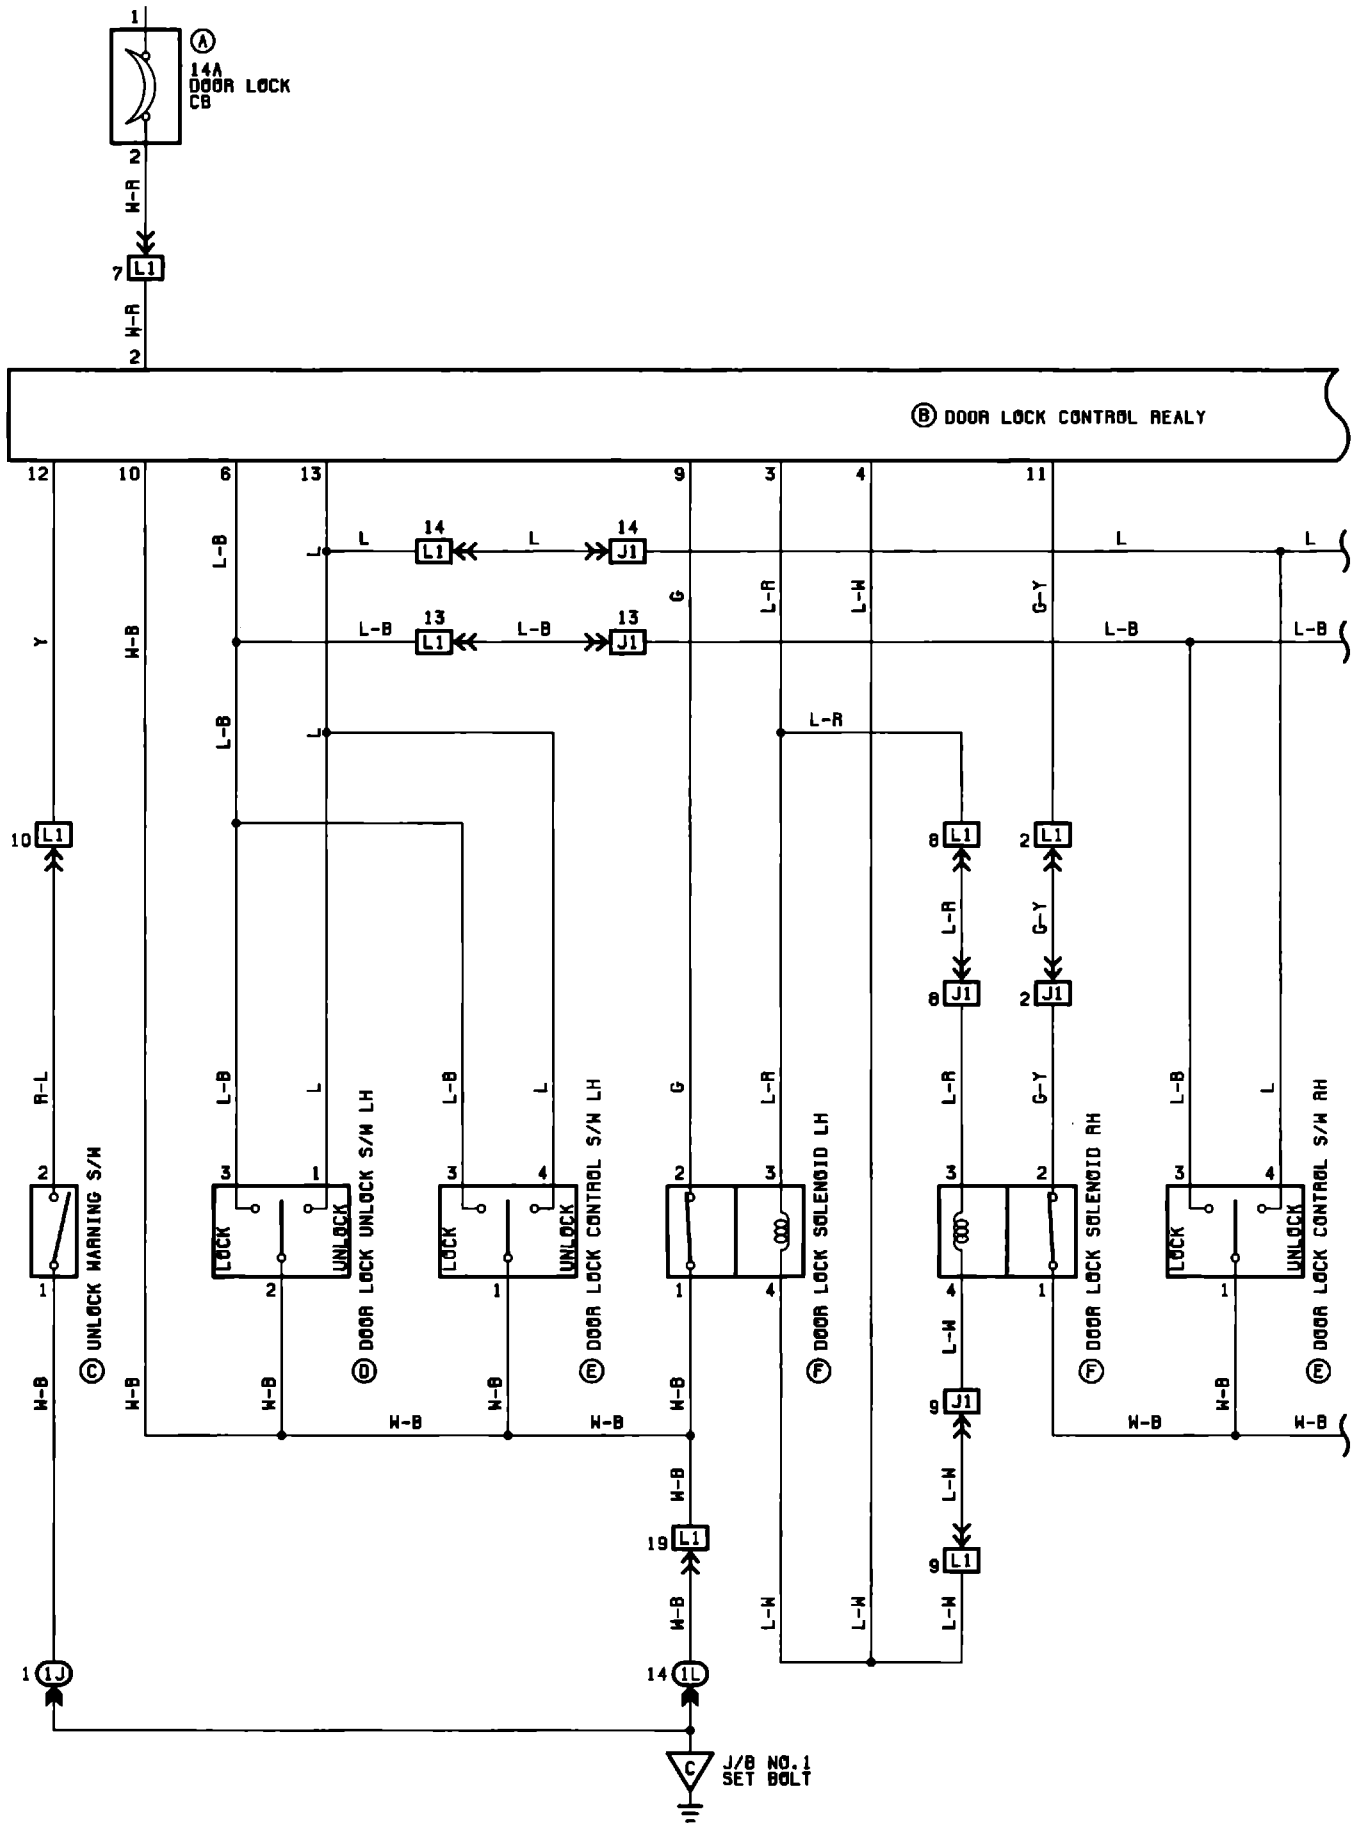 1
A
14A
DOOR LOCK
CB
2
W-R
7 L1
W-R
2
B DOOR LOCK CONTROL REALY
12 10 6 13 9 3 4 11
14 14
L L1 L J1 L L
L-B L G L-R L-W G-Y
13 13
L-B L1 L-B J1 L-B L-B
Y W-B
L-B L L-R
10 L1 8 L1 2 L1
L-R G-Y
8 J1 2 J1
R-L L-B L L-B L G L-R L-R G-Y L-B L
2 3 1 3 4 2 3 3 2 3 4
LOCK UNLOCK LOCK UNLOCK LOCK UNLOCK
1 2 1 1 4 4 1 1
C UNLOCK WARNING S/W
D DOOR LOCK UNLOCK S/W LH
E DOOR LOCK CONTROL S/W LH
F DOOR LOCK SOLENOID LH
F DOOR LOCK SOLENOID RH
E DOOR LOCK CONTROL S/W RH
W-B W-B W-B W-B W-B L-W W-B
9 J1
W-B W-B W-B W-B
W-B L-W
19 L1 9 L1
W-B L-W L-W L-W
1 1J 14 1L
C J/B NO.1
SET BOLT